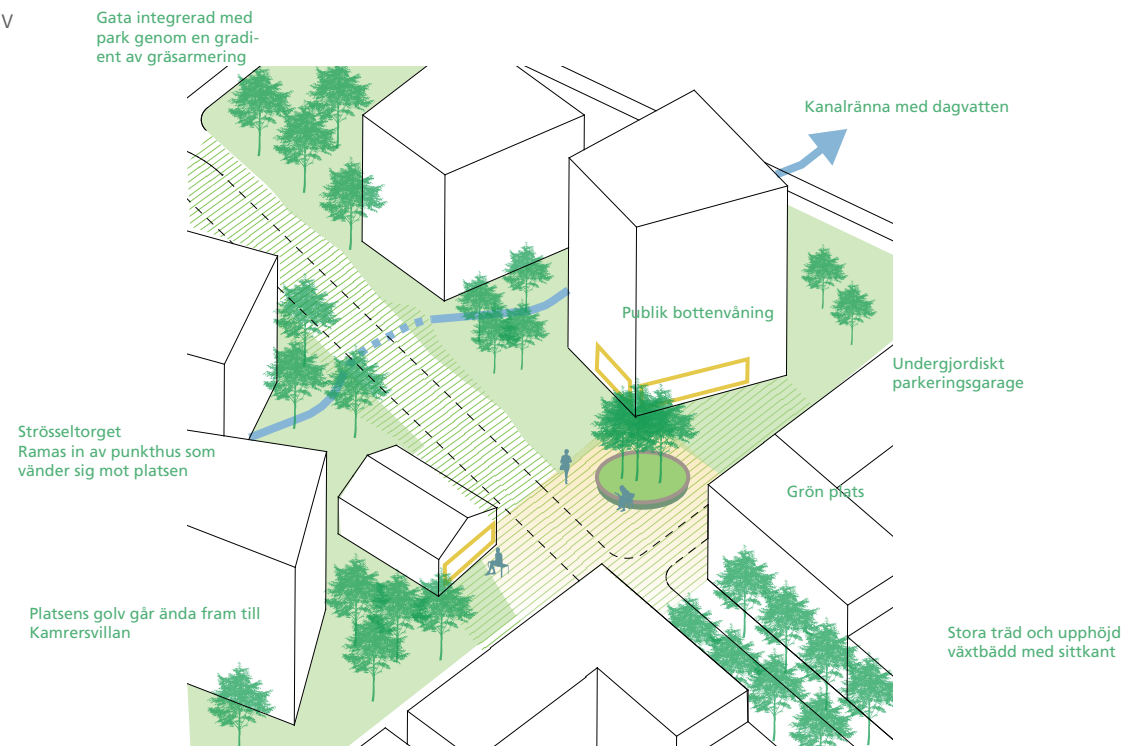 V
Gata integrerad med
park genom en gradi-
ent av gräsarmering
Kanalränna med dagvatten
Publik bottenvåning
Undergjordiskt
parkeringsgarage
Strösseltorget
Ramas in av punkthus som
vänder sig mot platsen
Grön plats
Platsens golv går ända fram till
Kamrersvillan
Stora träd och upphöjd
växtbädd med sittkant